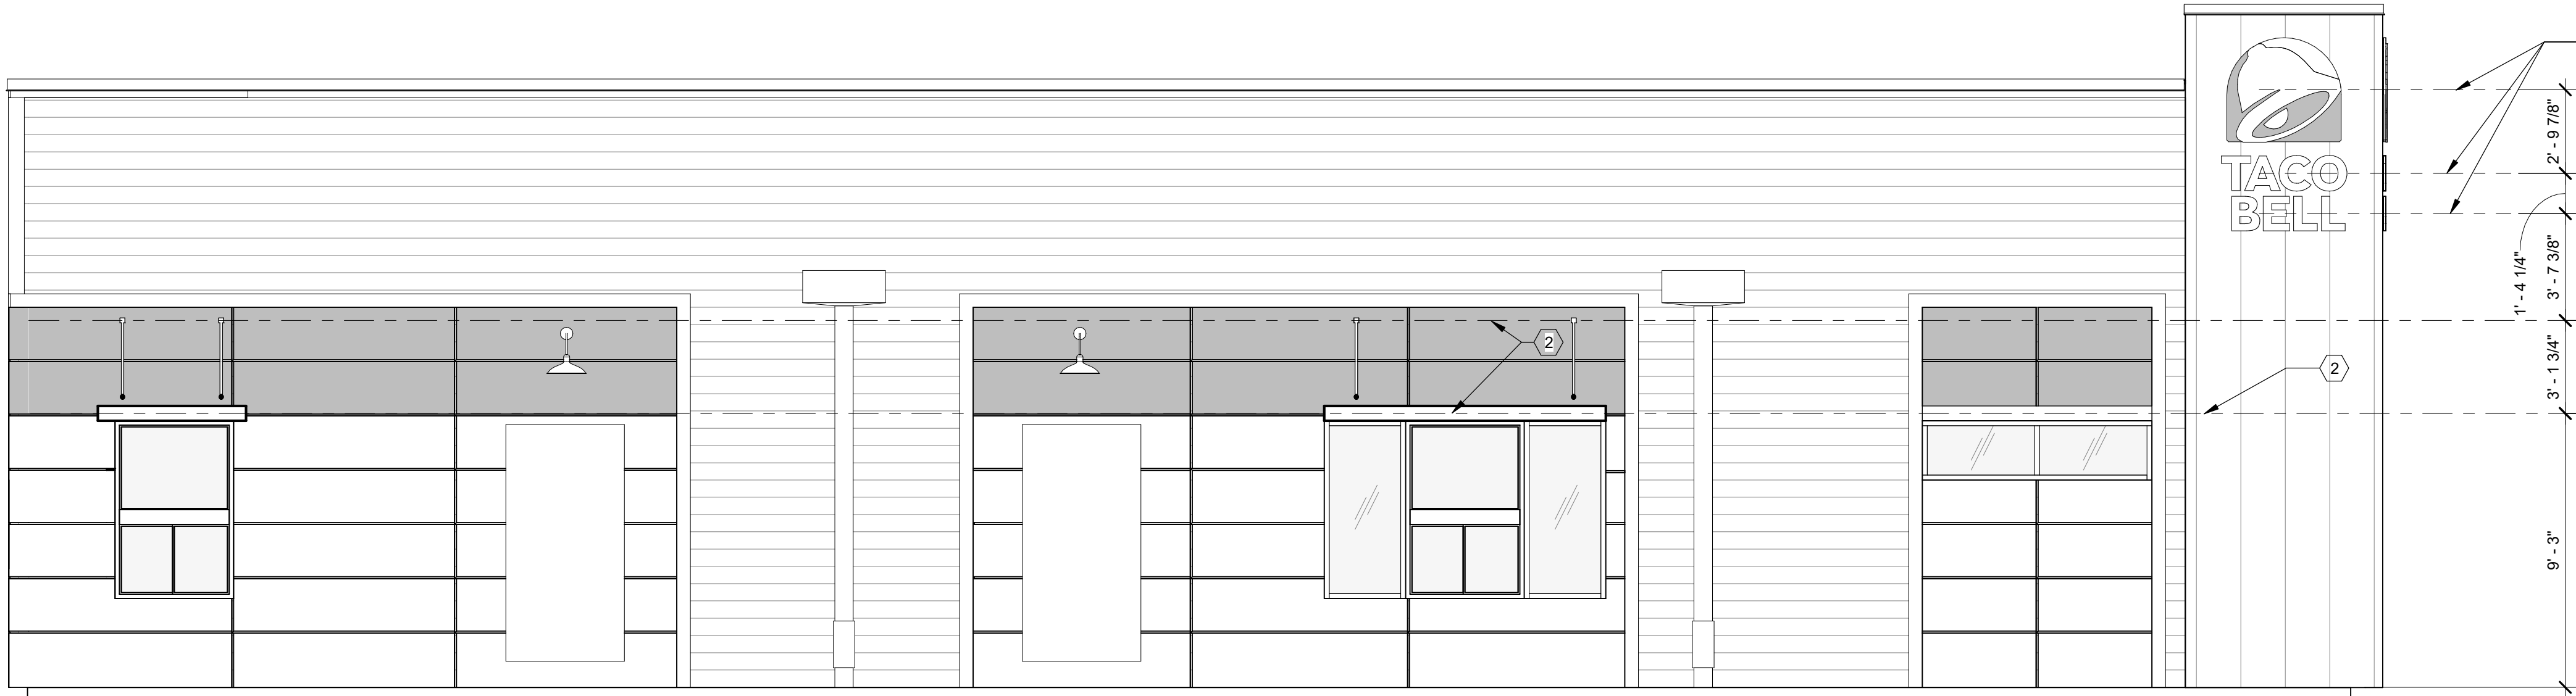 TACO
BELL
2' - 9 7/8"
1' - 4 1/4"
3' - 7 3/8"
2
3' - 1 3/4"
2
9' - 3"